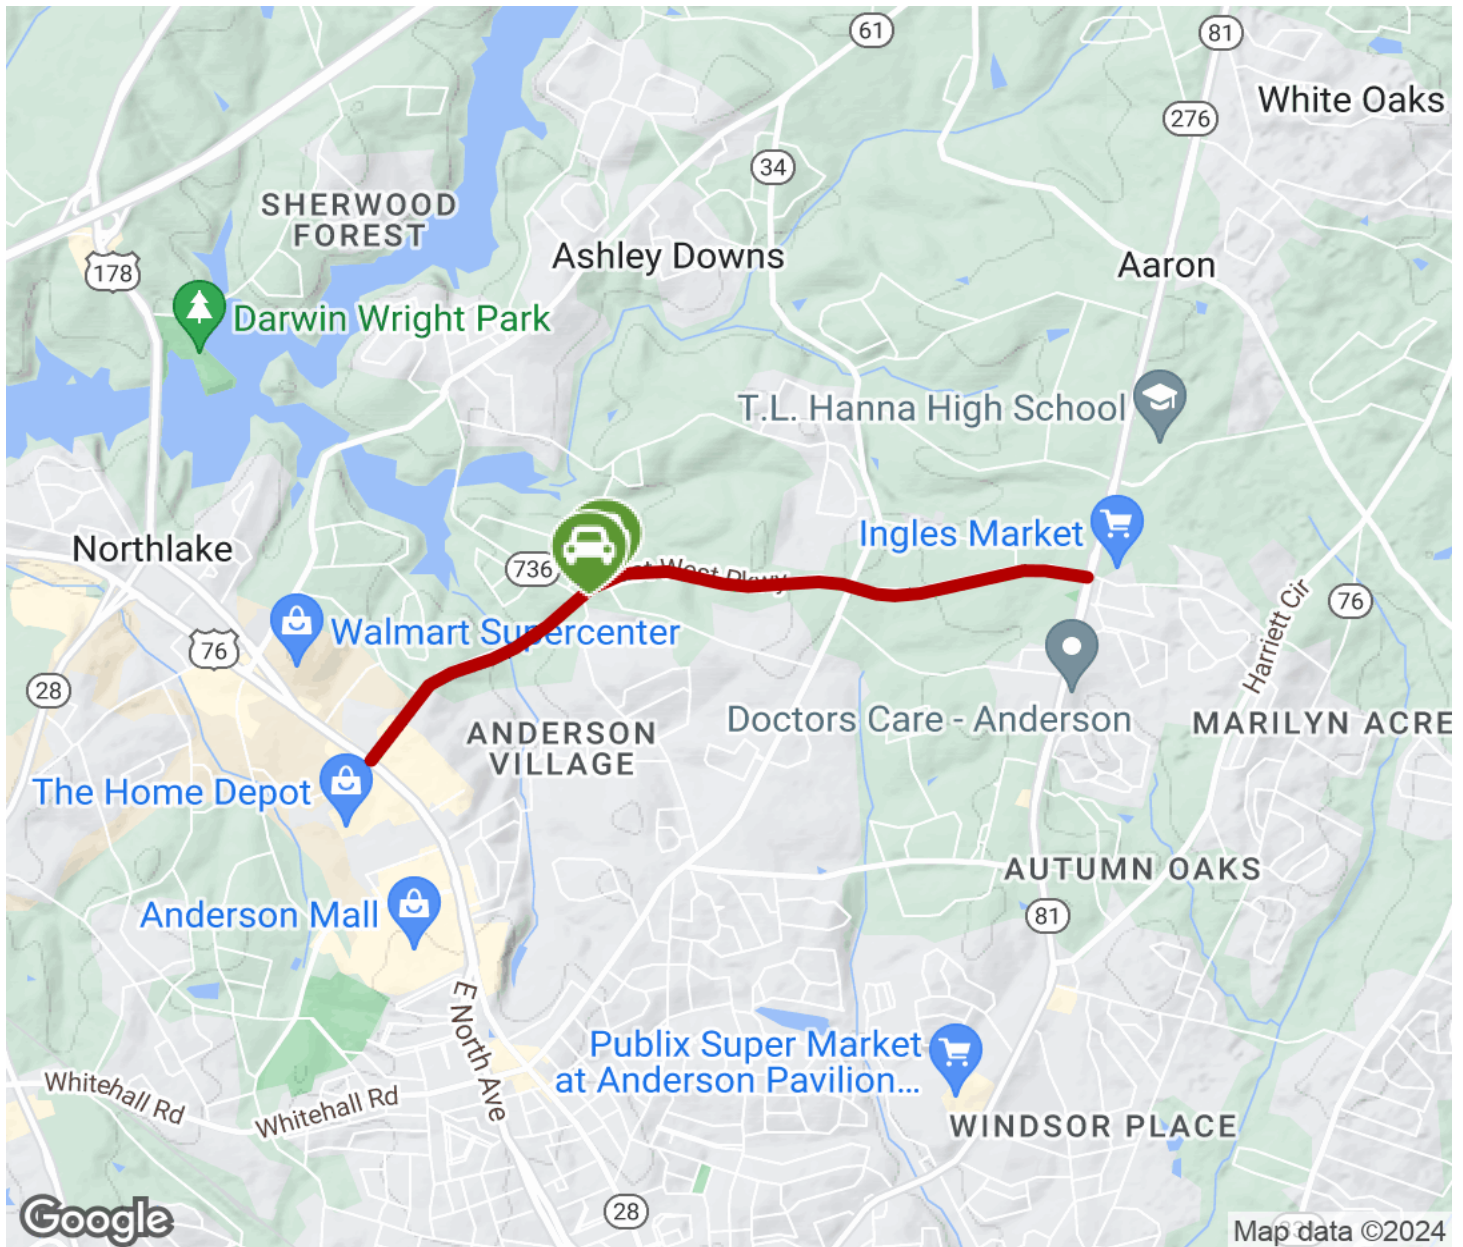 61
81
White Oaks
276
34
SHERWOOD
FOREST
Ashley Downs
Aaron
178
Darwin Wright Park
T.L. Hanna High School
Ingles Market
Northlake
736
West Pkwy
76
Harriett Cir
Walmart Supercenter
76
28
ANDERSON
VILLAGE
Doctors Care - Anderson
MARILYN ACRE
The Home Depot
AUTUMN OAKS
Anderson Mall
81
E North Ave
Publix Super Market
at Anderson Pavilion...
Whitehall Rd
Whitehall Rd
WINDSOR PLACE
28
Google
Map data ©2024